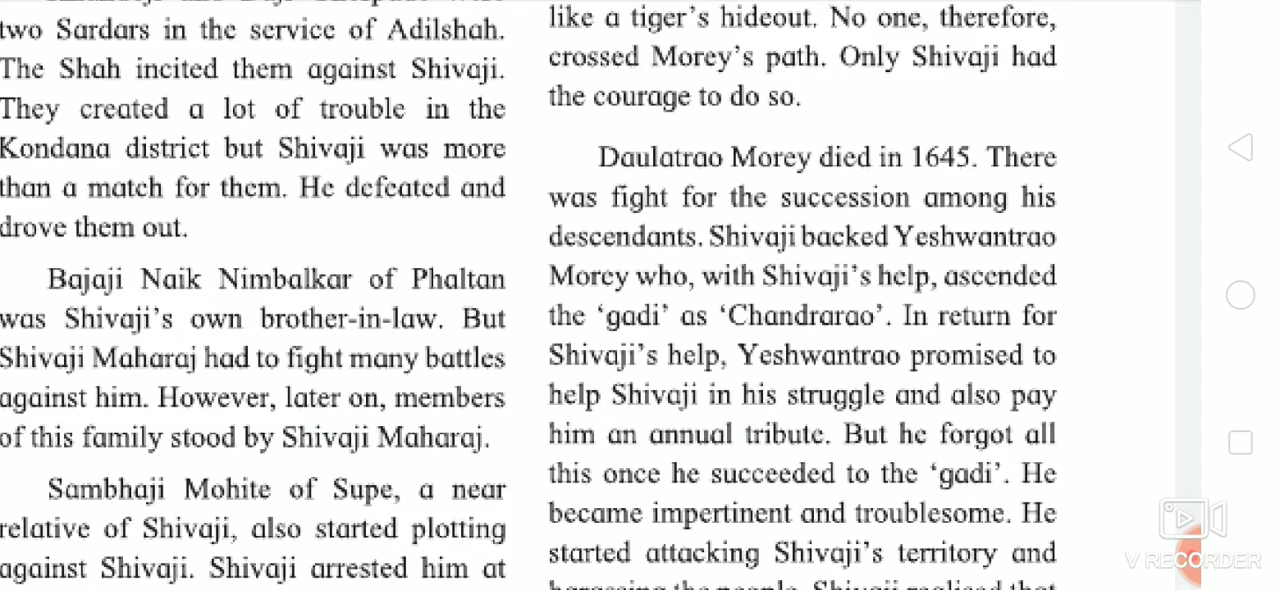 two Sardars in the service of Adilshah.
The Shah incited them against Shivaji.
They created a lot of trouble in the
Kondana district but Shivaji was more
than a match for them. He defeated and
drove them out.
Bajaji Naik Nimbalkar of Phaltan
was Shivaji's own brother-in-law. But
Shivaji Maharaj had to fight many battles
against him. However, later on, members
of this family stood by Shivaji Maharaj.
Sambhaji Mohite of Supe, a near
relative of Shivaji, also started plotting
against Shivaji. Shivaji arrested him at
like a tiger's hideout. No one, therefore,
crossed Morey's path. Only Shivaji had
the courage to do so.
Daulatrao Morey died in 1645. There
was fight for the succession among his
descendants. Shivaji backed Yeshwantrao
Morey who, with Shivaji's help, ascended
the ‘gadi’ as ‘Chandrarao’. In return for
Shivaji's help, Yeshwantrao promised to
help Shivaji in his struggle and also pay
him an annual tribute. But he forgot all
this once he succeeded to the ‘gadi’. He
became impertinent and troublesome. He
started attacking Shivaji's territory and
harassing the people. Shivaji realised that
V RECORDER